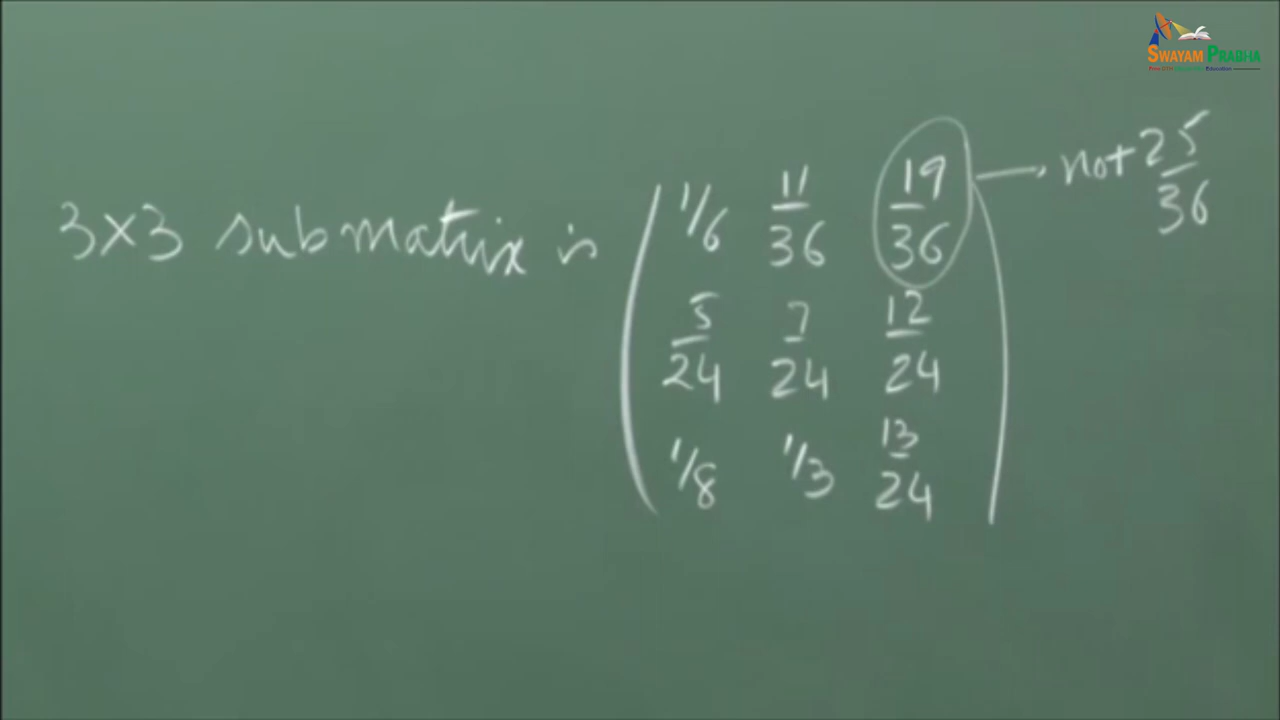 SWAYAM PRABHA
3×3 submatrix is
1/6 11/36 19/36 → not 25/36
5/24 7/24 12/24
1/8 1/3 13/24